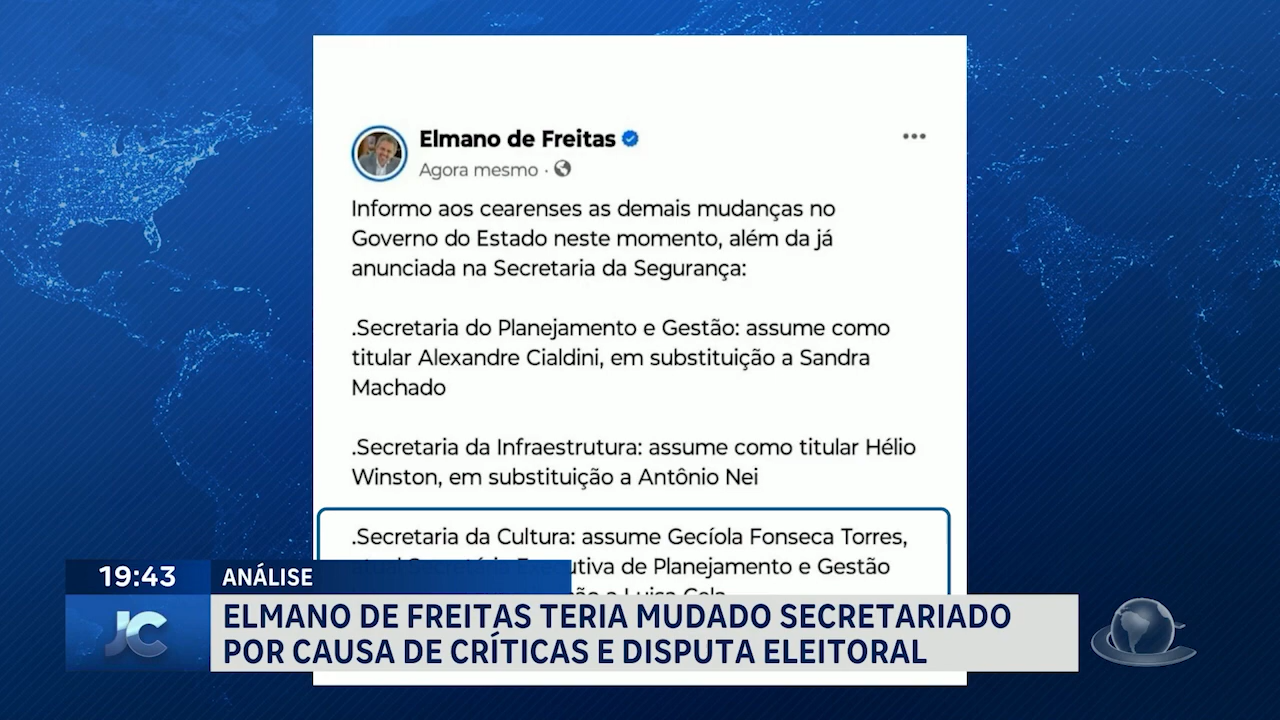 Elmano de Freitas
Agora mesmo ·
Informo aos cearenses as demais mudanças no
Governo do Estado neste momento, além da já
anunciada na Secretaria da Segurança:
.Secretaria do Planejamento e Gestão: assume como
titular Alexandre Cialdini, em substituição a Sandra
Machado
.Secretaria da Infraestrutura: assume como titular Hélio
Winston, em substituição a Antônio Nei
.Secretaria da Cultura: assume Gecíola Fonseca Torres,
de Planejamento e Gestão
19:43 ANÁLISE
JC
ELMANO DE FREITAS TERIA MUDADO SECRETARIADO
POR CAUSA DE CRÍTICAS E DISPUTA ELEITORAL